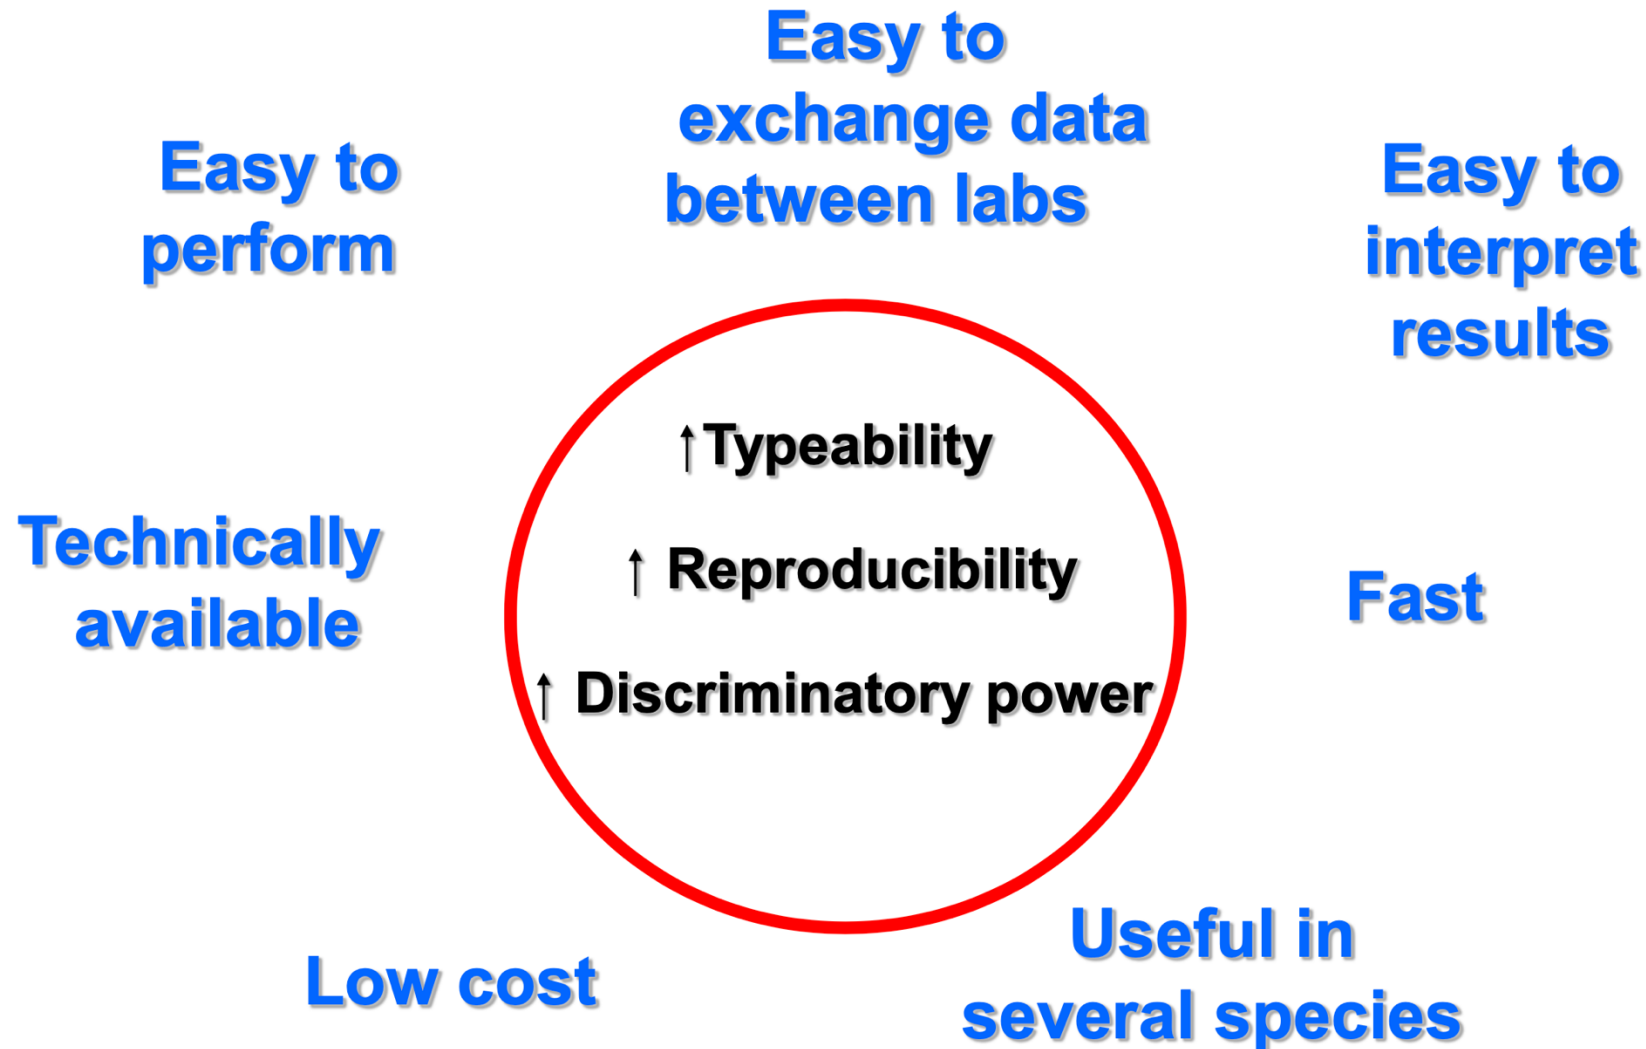 Easy to
exchange data
between labs
Easy to
perform
Easy to
interpret
results
↑Typeability
↑ Reproducibility
↑ Discriminatory power
Technically
available
Fast
Low cost
Useful in
several species